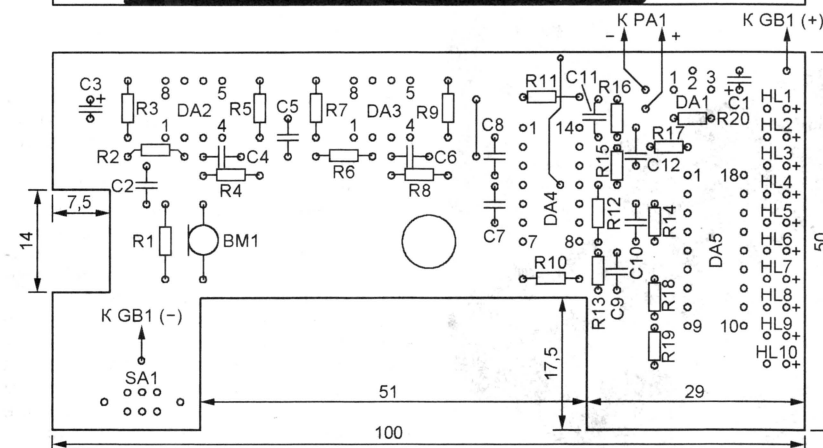 К PA1
К GB1 (+)
− +
C3
+
8 5
8 5
R11
C11
R16
1 2 3
+
C1
HL1
+
R3
DA2
R5
C5
R7
DA3
R9
DA1
R20
HL2
+
1 4
1 4
C8
1 14
R17
HL3
+
R2
C4
R6
C6
R15
C12
1 18
HL4
+
C2
R4
R8
DA4
R12
7,5
C7
R14
HL5
+
14
R1
BM1
7 8
C10
DA5
HL6
+
50
R10
R13
C9
HL7
+
R18
HL8
+
К GB1 (−)
9 10
HL9
+
R19
HL10
+
SA1
17,5
51
29
100